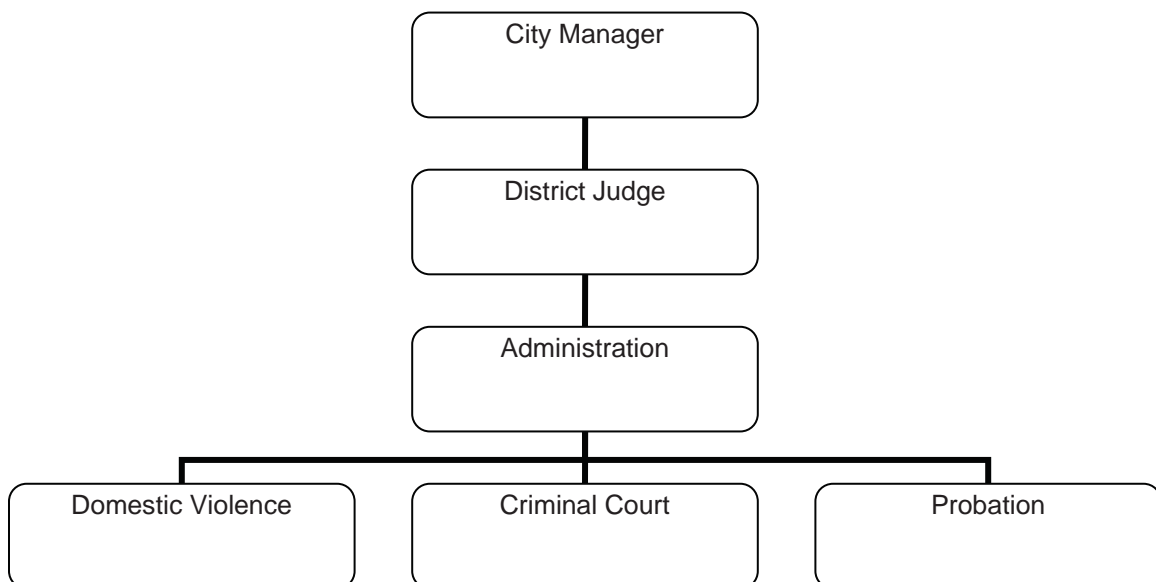 City Manager
District Judge
Administration
Domestic Violence
Criminal Court
Probation